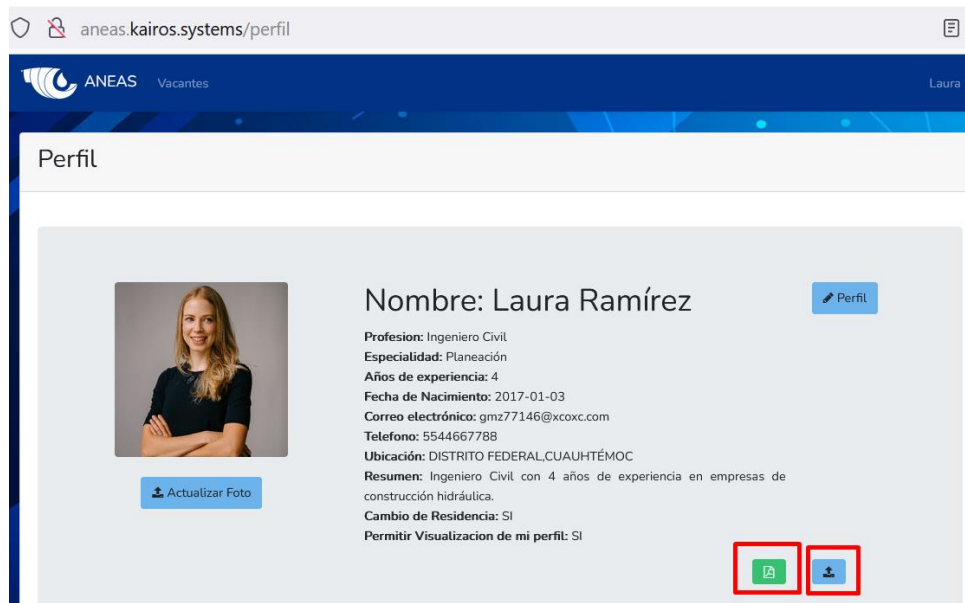 aneas.kairos.systems/perfil
ANEAS Vacantes Laura
Perfil
Nombre: Laura Ramírez
Perfil
Profesion: Ingeniero Civil
Especialidad: Planeación
Años de experiencia: 4
Fecha de Nacimiento: 2017-01-03
Correo electrónico: gmz77146@xcoxc.com
Telefono: 5544667788
Ubicación: DISTRITO FEDERAL,CUAUHTÉMOC
Resumen: Ingeniero Civil con 4 años de experiencia en empresas de
construcción hidráulica.
Cambio de Residencia: SI
Permitir Visualizacion de mi perfil: SI
Actualizar Foto